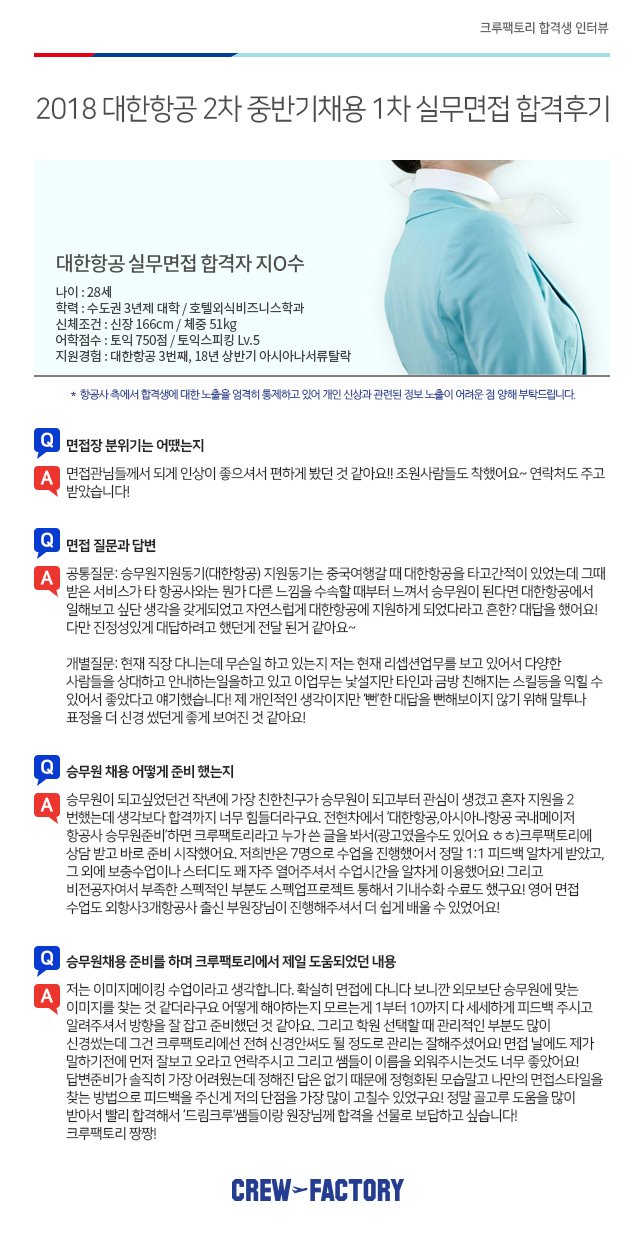 크루팩토리 합격생 인터뷰
2018 대한항공 2차 중반기채용 1차 실무면접 합격후기
대한항공 실무면접 합격자 지O수
나이 : 28세
학력 : 수도권 3년제 대학 / 호텔외식비즈니스학과
신체조건 : 신장 166cm / 체중 51kg
어학점수 : 토익 750점 / 토익스피킹 Lv.5
지원경험 : 대한항공 3번째, 18년 상반기 아시아나서류탈락
* 항공사 측에서 합격생에 대한 노출을 엄격히 통제하고 있어 개인 신상과 관련된 정보 노출이 어려운 점 양해 부탁드립니다.
Q 면접장 분위기는 어땠는지
A 면접관님들께서 되게 인상이 좋으셔서 편하게 봤던 것 같아요!! 조원사람들도 착했어요~ 연락처도 주고
받았습니다!
Q 면접 질문과 답변
A 공통질문: 승무원지원동기(대한항공) 지원동기는 중국여행갈 때 대한항공을 타고간적이 있었는데 그때
받은 서비스가 타 항공사와는 뭔가 다른 느낌을 수속할 때부터 느껴서 승무원이 된다면 대한항공에서
일해보고 싶단 생각을 갖게되었고 자연스럽게 대한항공에 지원하게 되었다라고 흔한? 대답을 했어요!
다만 진정성있게 대답하려고 했던게 전달 된거 같아요~
개별질문: 현재 직장 다니는데 무슨일 하고 있는지 저는 현재 리셉션업무를 보고 있어서 다양한
사람들을 상대하고 안내하는일을하고 있고 이업무는 낯설지만 타인과 금방 친해지는 스킬등을 익힐 수
있어서 좋았다고 얘기했습니다! 제 개인적인 생각이지만 '뻔'한 대답을 뻔해보이지 않기 위해 말투나
표정을 더 신경 썼던게 좋게 보여진 것 같아요!
Q 승무원 채용 어떻게 준비 했는지
A 승무원이 되고싶었던건 작년에 가장 친한친구가 승무원이 되고부터 관심이 생겼고 혼자 지원을 2
번했는데 생각보다 합격까지 너무 힘들더라구요. 전현차에서 '대한항공,아시아나항공 국내메이저
항공사 승무원준비'하면 크루팩토리라고 누가 쓴 글을 봐서(광고였을수도 있어요 ㅎㅎ)크루팩토리에
상담 받고 바로 준비 시작했어요. 저희반은 7명으로 수업을 진행했어서 정말 1:1 피드백 알차게 받았고,
그 외에 보충수업이나 스터디도 꽤 자주 열어주셔서 수업시간을 알차게 이용했어요! 그리고
비전공자여서 부족한 스펙적인 부분도 스펙업프로젝트 통해서 기내수화 수료도 했구요! 영어 면접
수업도 외항사3개항공사 출신 부원장님이 진행해주셔서 더 쉽게 배울 수 있었어요!
Q 승무원채용 준비를 하며 크루팩토리에서 제일 도움되었던 내용
A 저는 이미지메이킹 수업이라고 생각합니다. 확실히 면접에 다니다 보니깐 외모보단 승무원에 맞는
이미지를 찾는 것 같더라구요 어떻게 해야하는지 모르는게 1부터 10까지 다 세세하게 피드백 주시고
알려주셔서 방향을 잘 잡고 준비했던 것 같아요. 그리고 학원 선택할 때 관리적인 부분도 많이
신경썼는데 그건 크루팩토리에선 전혀 신경안써도 될 정도로 관리는 잘해주셨어요! 면접 날에도 제가
말하기전에 먼저 잘보고 오라고 연락주시고 그리고 쌤들이 이름을 외워주시는것도 너무 좋았어요!
답변준비가 솔직히 가장 어려웠는데 정해진 답은 없기 때문에 정형화된 모습말고 나만의 면접스타일을
찾는 방법으로 피드백을 주신게 저의 단점을 가장 많이 고칠수 있었구요! 정말 골고루 도움을 많이
받아서 빨리 합격해서 '드림크루'쌤들이랑 원장님께 합격을 선물로 보답하고 싶습니다!
크루팩토리 짱짱!
CREW FACTORY